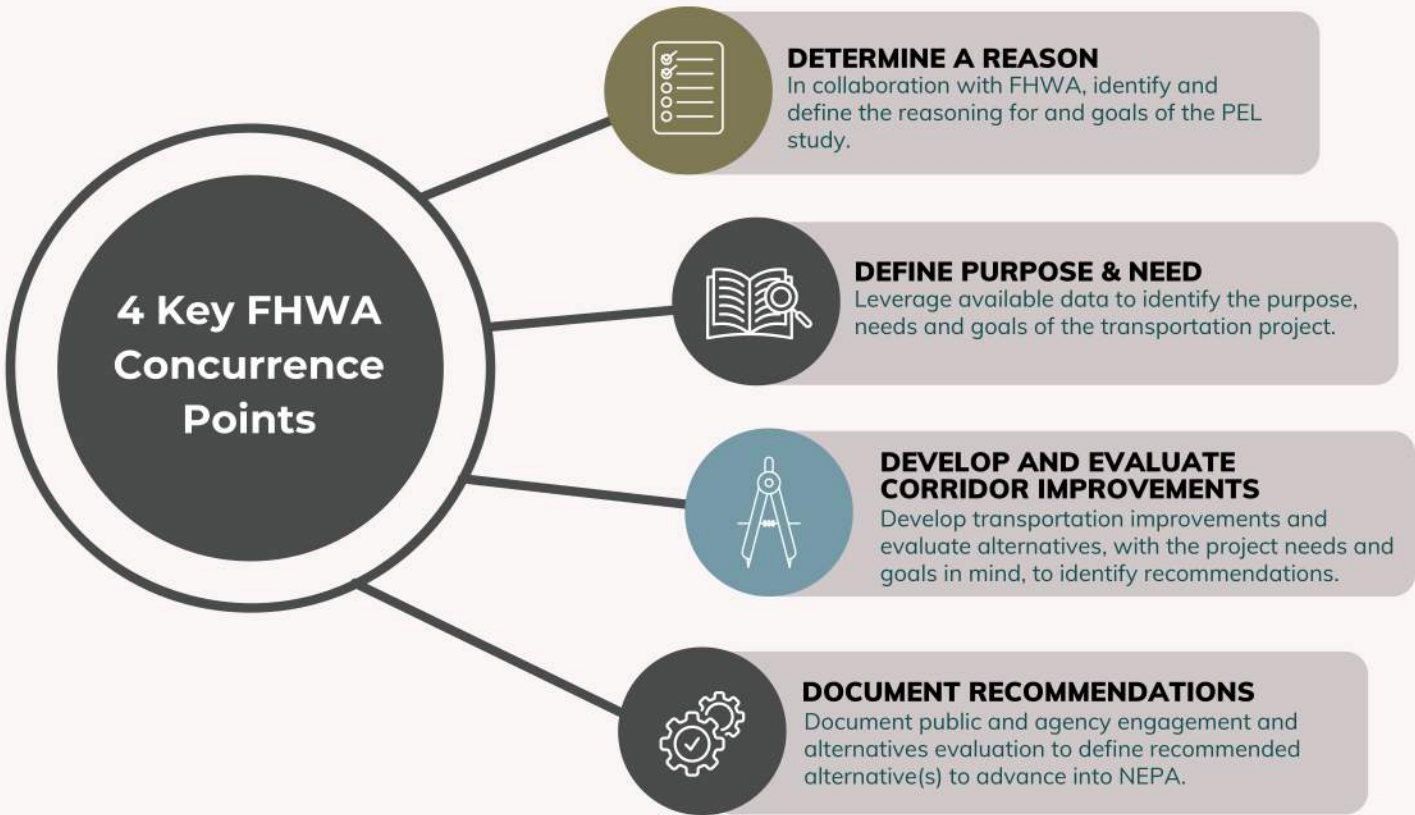 4 Key FHWA
Concurrence
Points
DETERMINE A REASON
In collaboration with FHWA, identify and
define the reasoning for and goals of the PEL
study.
DEFINE PURPOSE & NEED
Leverage available data to identify the purpose,
needs and goals of the transportation project.
DEVELOP AND EVALUATE
CORRIDOR IMPROVEMENTS
Develop transportation improvements and
evaluate alternatives, with the project needs and
goals in mind, to identify recommendations.
DOCUMENT RECOMMENDATIONS
Document public and agency engagement and
alternatives evaluation to define recommended
alternative(s) to advance into NEPA.